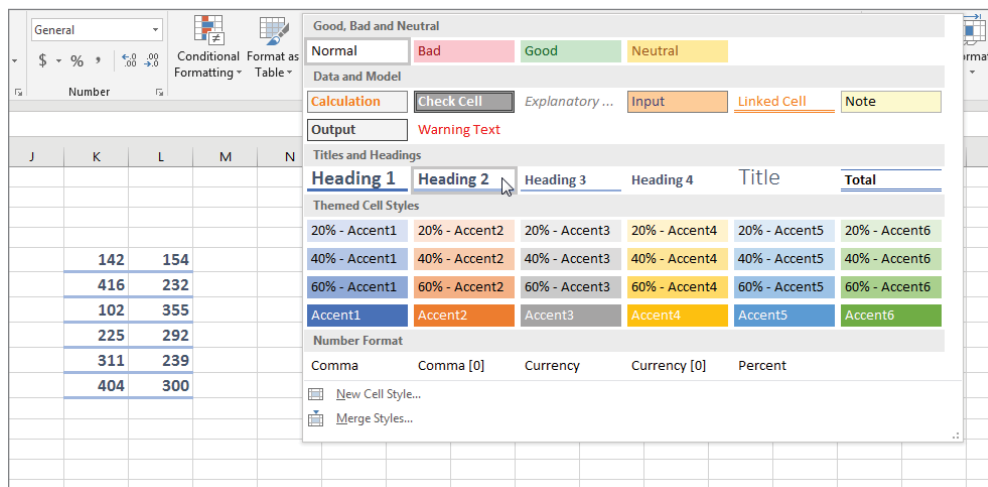 General
$ % , .0 .00 .00 .0
Conditional Formatting
Format as Table
Number
J K L M N
142 154
416 232
102 355
225 292
311 239
404 300
Good, Bad and Neutral
Normal Bad Good Neutral
Data and Model
Calculation Check Cell Explanatory ... Input Linked Cell Note
Output Warning Text
Titles and Headings
Heading 1 Heading 2 Heading 3 Heading 4 Title Total
Themed Cell Styles
20% - Accent1 20% - Accent2 20% - Accent3 20% - Accent4 20% - Accent5 20% - Accent6
40% - Accent1 40% - Accent2 40% - Accent3 40% - Accent4 40% - Accent5 40% - Accent6
60% - Accent1 60% - Accent2 60% - Accent3 60% - Accent4 60% - Accent5 60% - Accent6
Accent1 Accent2 Accent3 Accent4 Accent5 Accent6
Number Format
Comma Comma [0] Currency Currency [0] Percent
New Cell Style...
Merge Styles...